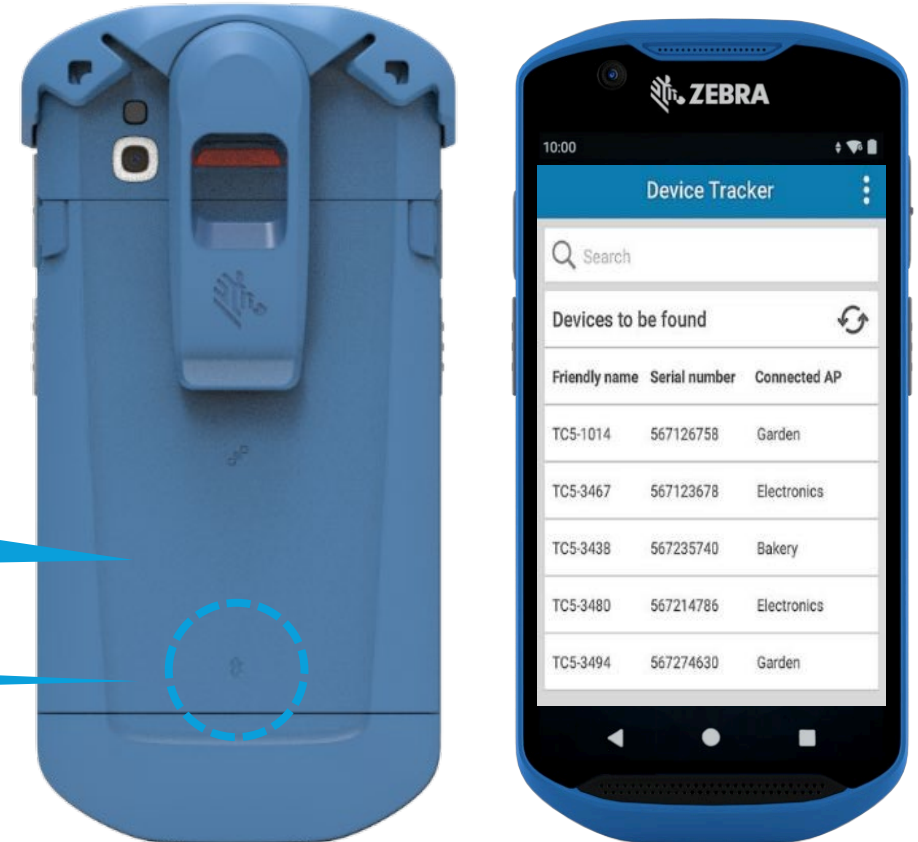 ZEBRA
10:00
Device Tracker
Search
Devices to be found
Friendly name Serial number Connected AP
TC5-1014 567126758 Garden
TC5-3467 567123678 Electronics
TC5-3438 567235740 Bakery
TC5-3480 567214786 Electronics
TC5-3494 567274630 Garden